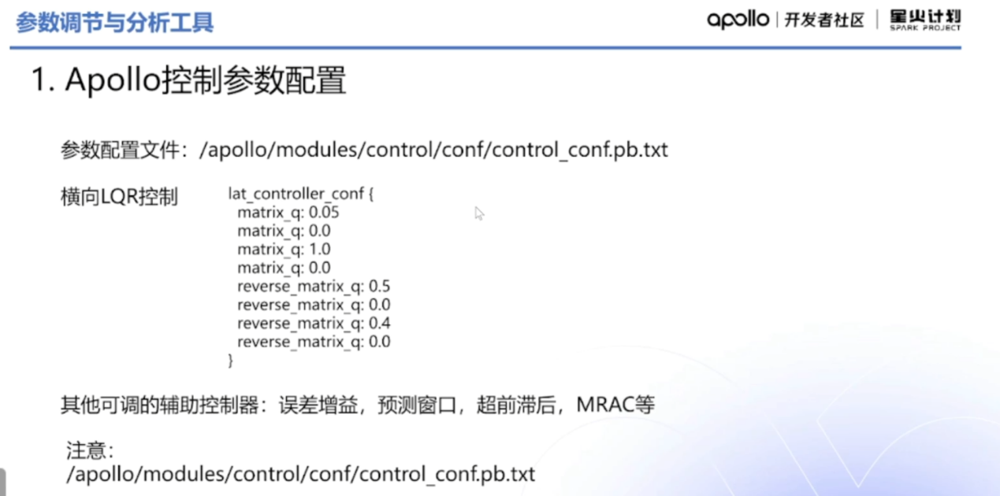 参数调节与分析工具
apollo | 开发者社区 | 星火计划
SPARK PROJECT
1. Apollo控制参数配置
参数配置文件：/apollo/modules/control/conf/control_conf.pb.txt
横向LQR控制
lat_controller_conf {
matrix_q: 0.05
matrix_q: 0.0
matrix_q: 1.0
matrix_q: 0.0
reverse_matrix_q: 0.5
reverse_matrix_q: 0.0
reverse_matrix_q: 0.4
reverse_matrix_q: 0.0
}
其他可调的辅助控制器：误差增益，预测窗口，超前滞后，MRAC等
注意：
/apollo/modules/control/conf/control_conf.pb.txt